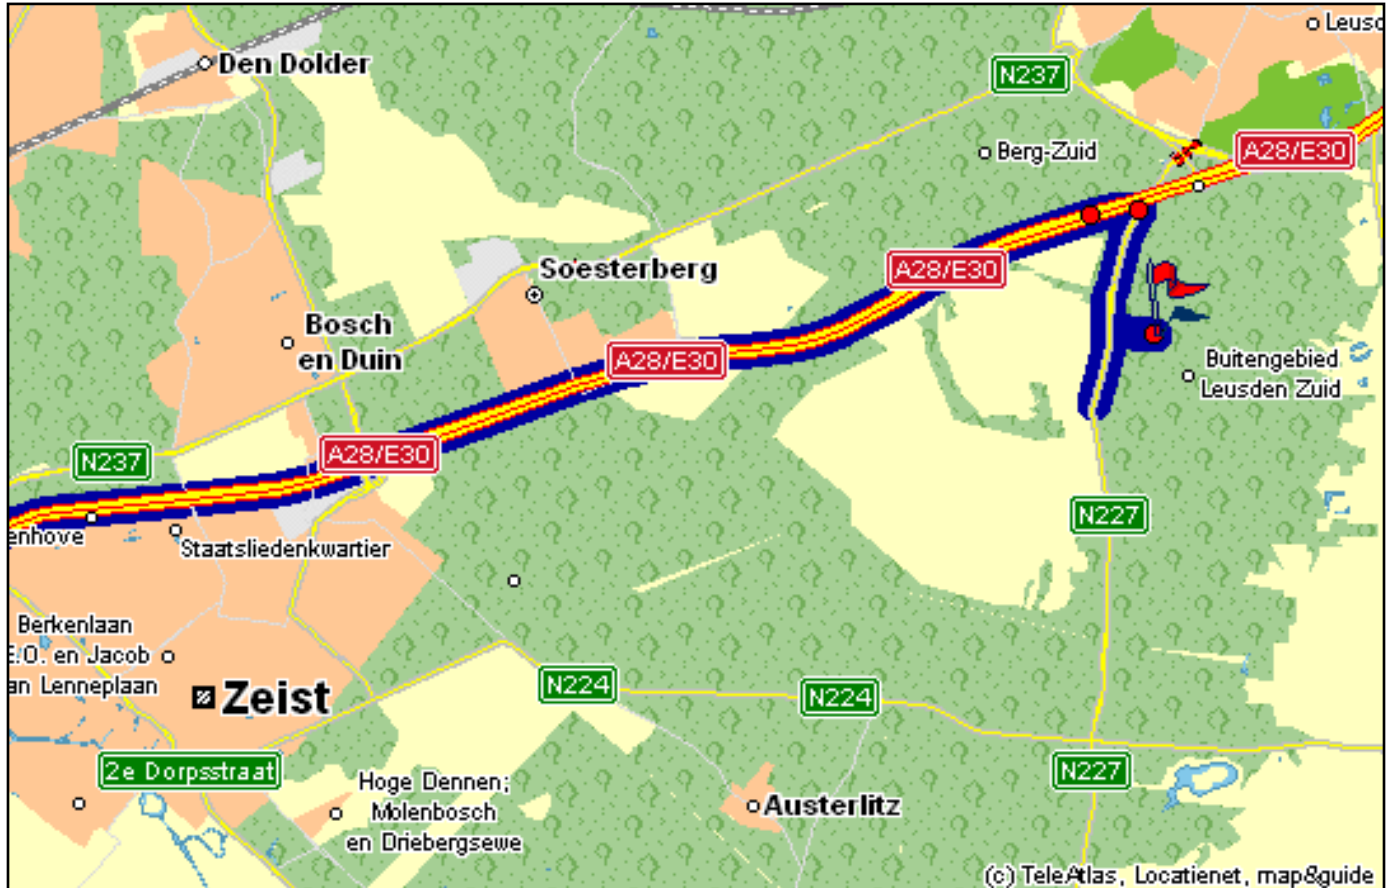 Leusd
Den Dolder
N237
Berg-Zuid
A28/E30
Soesterberg
A28/E30
Bosch
en Duin
A28/E30
Buitengebied
Leusden Zuid
A28/E30
N237
N227
enhove
Staatsliedenkwartier
Berkenlaan
E.O. en Jacob
an Lenneplaan
Zeist
N224
N224
2e Dorpsstraat
N227
Hoge Dennen;
Molenbosch
en Driebergsewe
Austerlitz
(c) TeleAtlas, Locatienet, map&guide